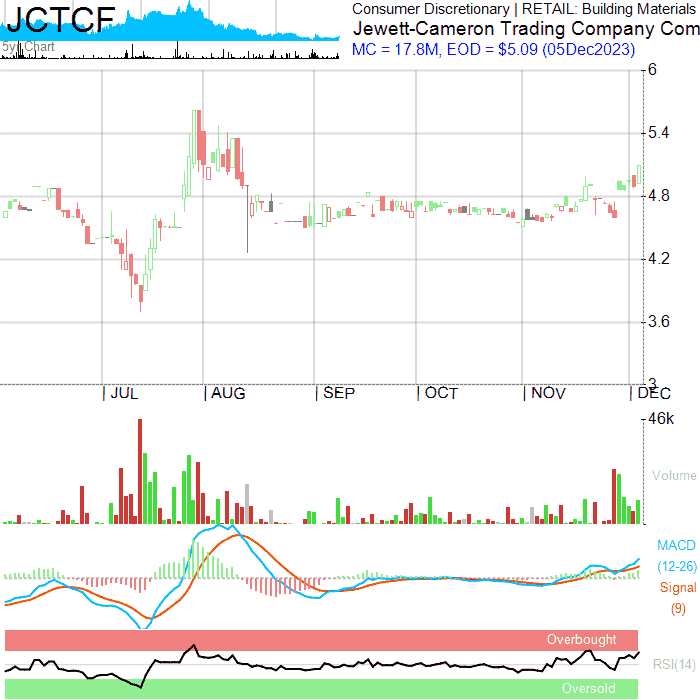 JCTCF
Consumer Discretionary | RETAIL: Building Materials
Jewett-Cameron Trading Company Com
5yr Chart
MC = 17.8M, EOD = $5.09 (05Dec2023)
6
5.4
4.8
4.2
3.6
3
JUL
AUG
SEP
OCT
NOV
DEC
46k
Volume
MACD
(12-26)
Signal
(9)
Overbought
RSI(14)
Oversold